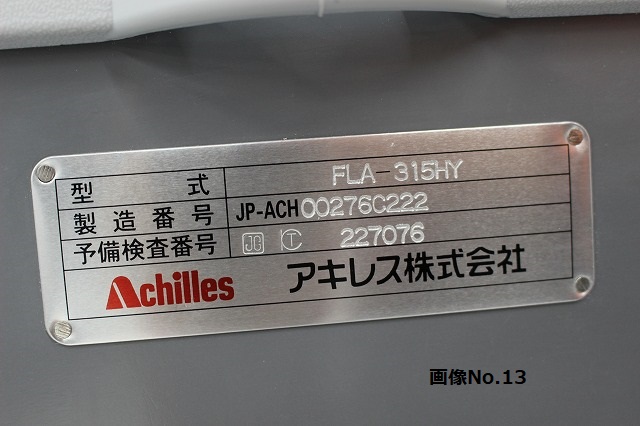 型式 FLA-315HY
製造番号 JP-ACH00276C222
予備検査番号 JG JCI 227076
Achilles アキレス株式会社
画像No.13